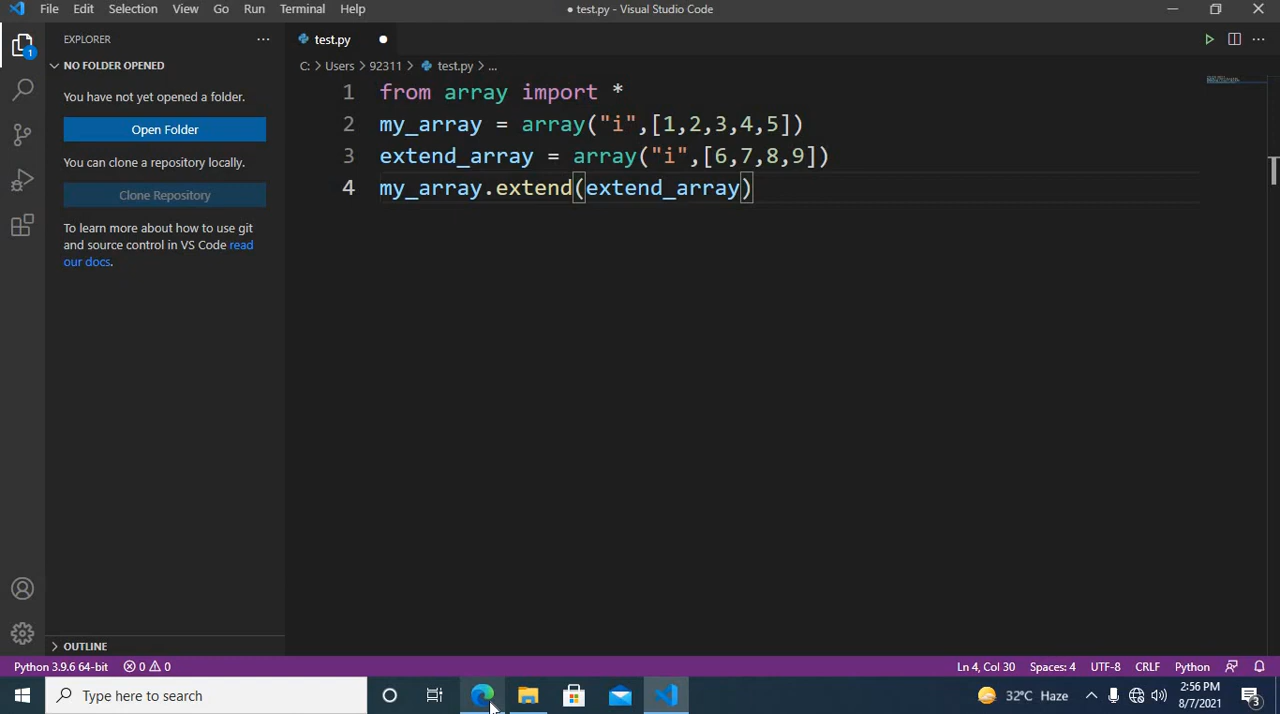 File Edit Selection View Go Run Terminal Help
● test.py - Visual Studio Code
EXPLORER ...
NO FOLDER OPENED
You have not yet opened a folder.
Open Folder
You can clone a repository locally.
Clone Repository
To learn more about how to use git
and source control in VS Code read
our docs.
OUTLINE
1
test.py
C: > Users > 92311 > test.py > ...
1 from array import *
2 my_array = array("i",[1,2,3,4,5])
3 extend_array = array("i",[6,7,8,9])
4 my_array.extend(extend_array)
Python 3.9.6 64-bit 0 0 Ln 4, Col 30 Spaces: 4 UTF-8 CRLF Python
Type here to search
32°C Haze
2:56 PM
8/7/2021
3